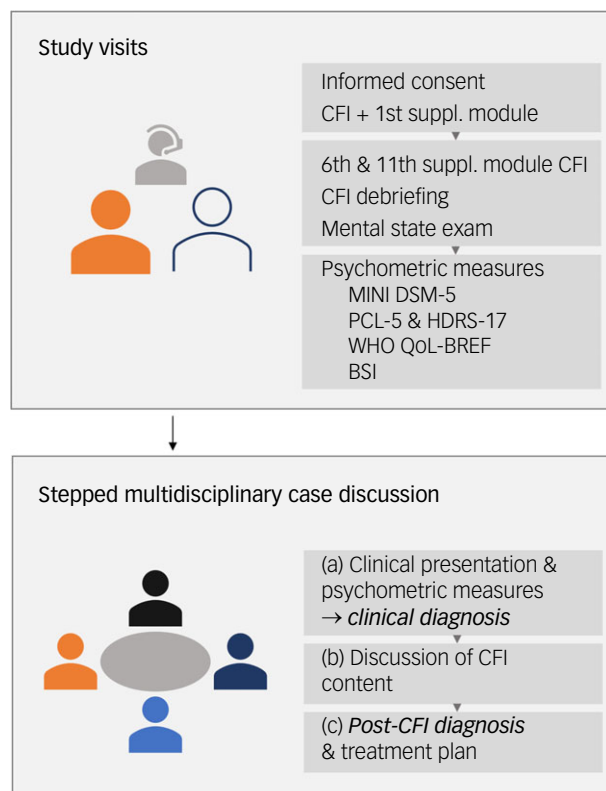 Study visits
Informed consent
CFI + 1st suppl. module
6th & 11th suppl. module CFI
CFI debriefing
Mental state exam
Psychometric measures
MINI DSM-5
PCL-5 & HDRS-17
WHO QoL-BREF
BSI
Stepped multidisciplinary case discussion
(a) Clinical presentation &
psychometric measures
→ clinical diagnosis
(b) Discussion of CFI
content
(c) Post-CFI diagnosis
& treatment plan